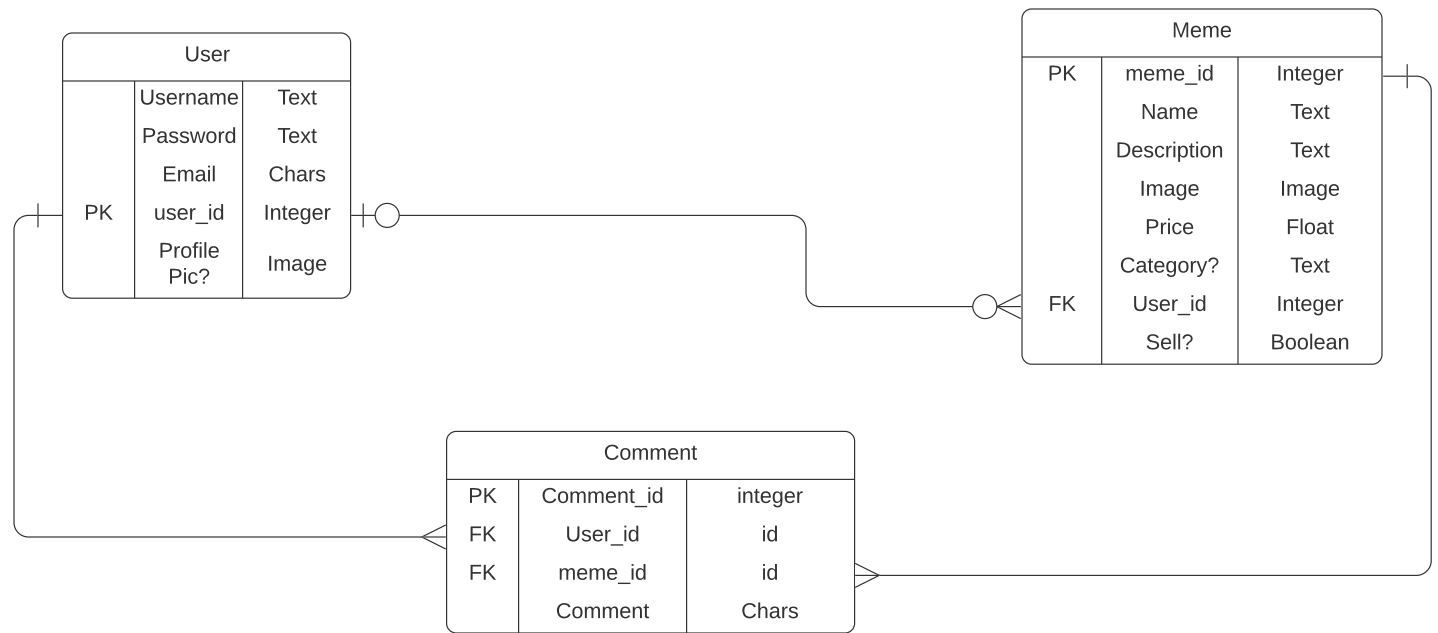 User
Username Text
Password Text
Email Chars
PK user_id Integer
Profile
Pic? Image
Meme
PK meme_id Integer
Name Text
Description Text
Image Image
Price Float
Category? Text
FK User_id Integer
Sell? Boolean
Comment
PK Comment_id integer
FK User_id id
FK meme_id id
Comment Chars